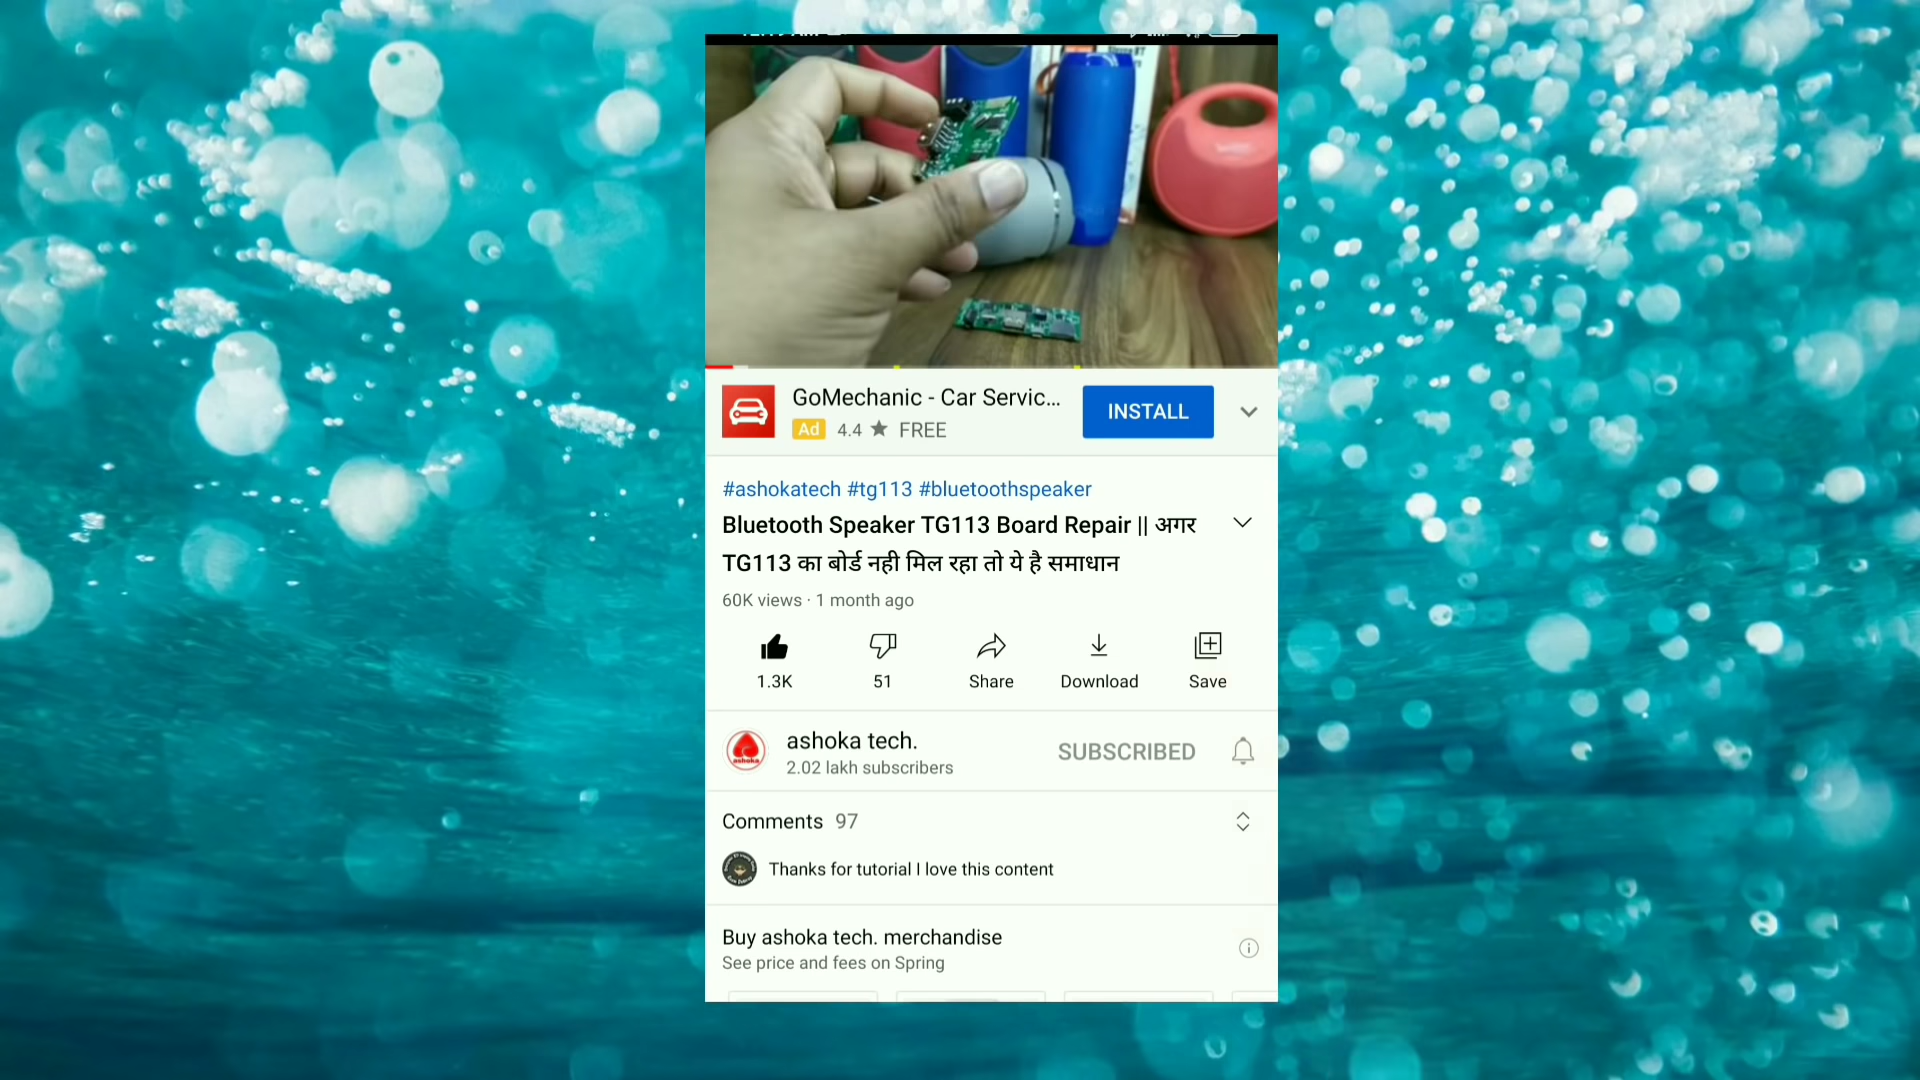 GoMechanic - Car Servic...
INSTALL
Ad 4.4 ★ FREE
#ashokatech #tg113 #bluetoothspeaker
Bluetooth Speaker TG113 Board Repair || अगर
TG113 का बोर्ड नही मिल रहा तो ये है समाधान
60K views · 1 month ago
1.3K
51
Share
Download
Save
ashoka
ashoka tech.
2.02 lakh subscribers
SUBSCRIBED
Comments 97
Thanks for tutorial I love this content
Buy ashoka tech. merchandise
See price and fees on Spring